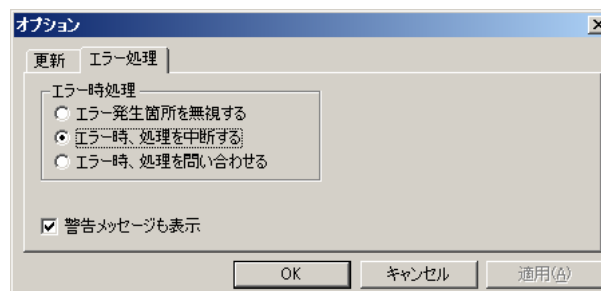 オプション
更新 エラー処理
エラー時処理
エラー発生箇所を無視する
エラー時、処理を中断する
エラー時、処理を問い合わせる
警告メッセージも表示
OK キャンセル 適用(A)